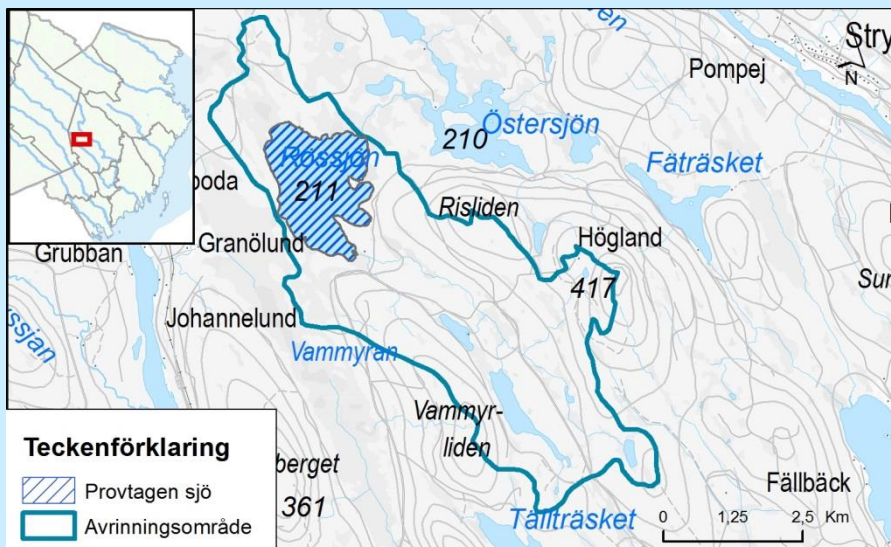 Stry
N
Pompej
Östersjön
210
Rössjön
211
Fäträsket
boda
Risliden
Högland
Granölund
Grubban
417
Johannelund
Vammyran
Vammyr-
liden
Teckenförklaring
Provtagen sjö
Avrinningsområde
berget
361
Tällträsket
Fällbäck
0 1,25 2,5 Km